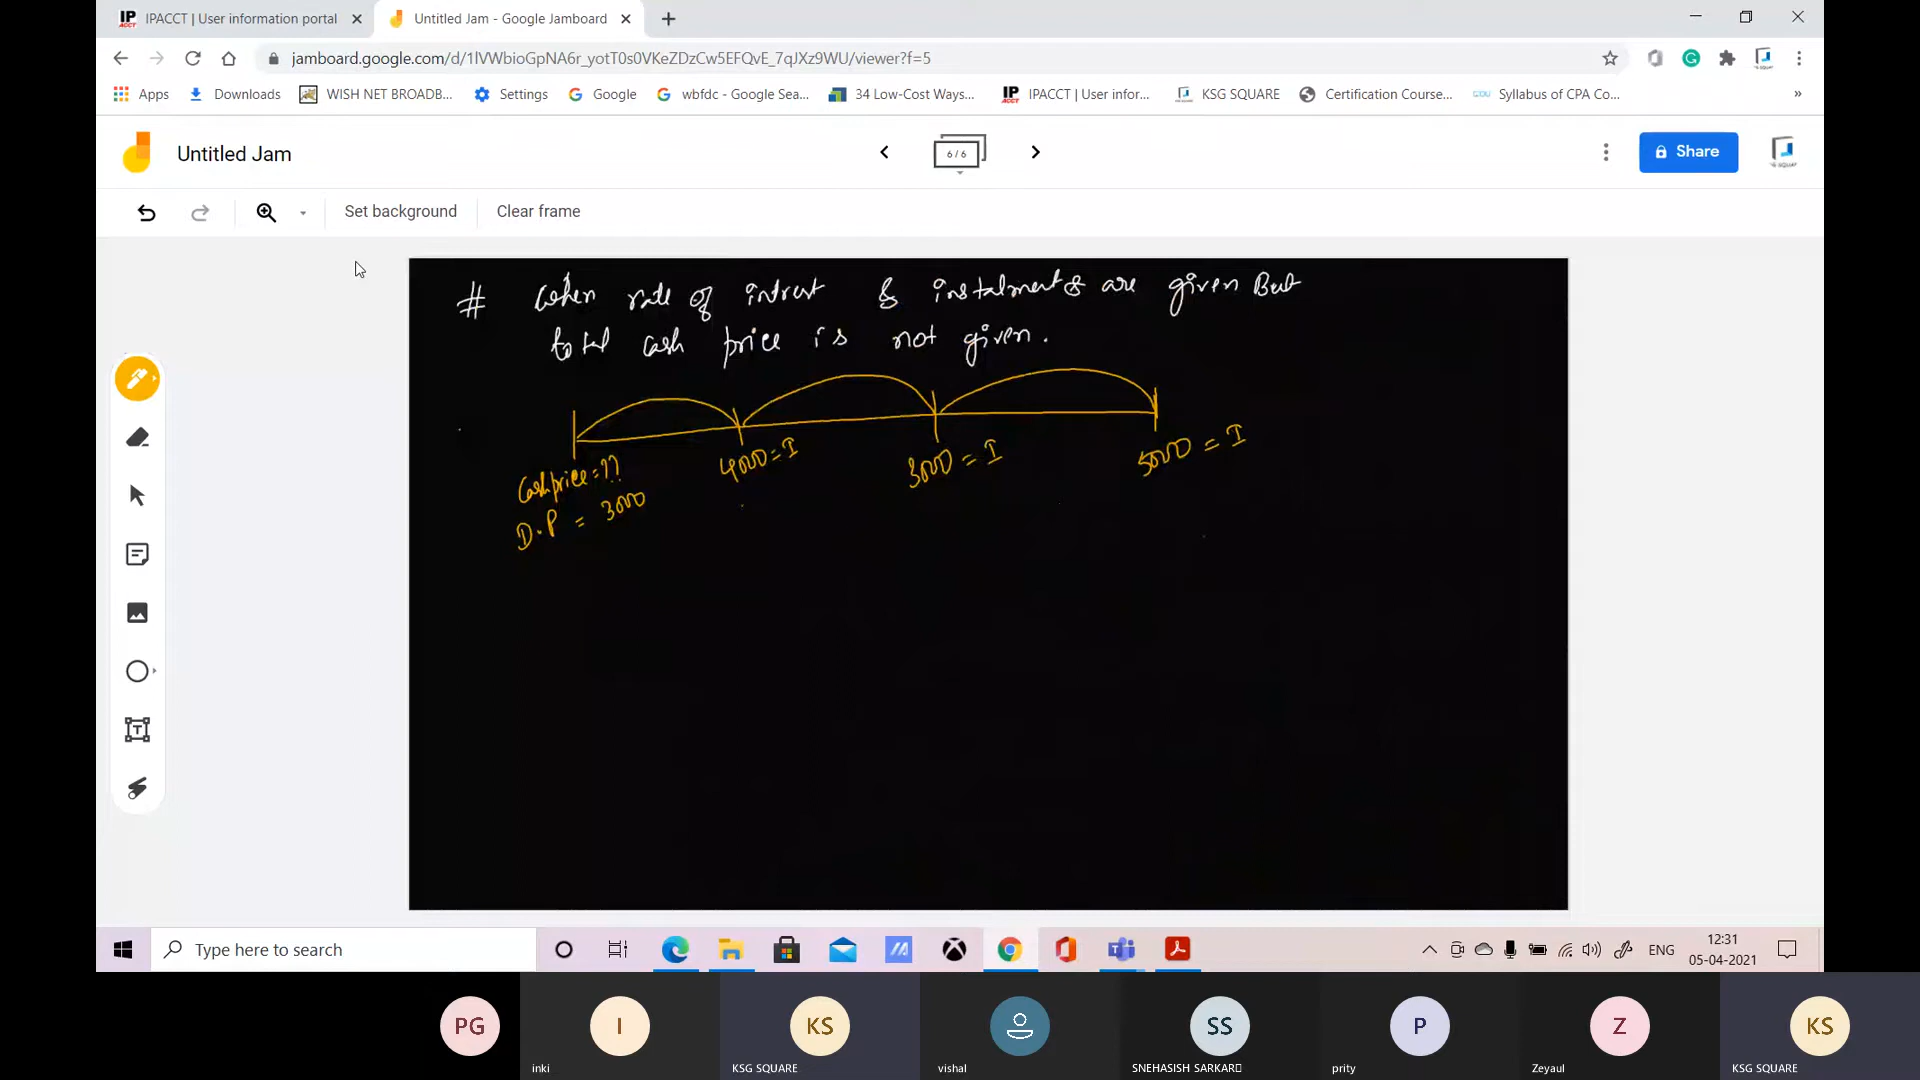 IPACCT | User information portal
Untitled Jam - Google Jamboard
jamboard.google.com/d/1lVWbioGpNA6r_yotT0s0VKeZDzCw5EFQvE_7qJXz9WU/viewer?f=5
Apps Downloads WISH NET BROADB... Settings Google wbfdc - Google Sea... 34 Low-Cost Ways... IPACCT | User infor... KSG SQUARE Certification Course... Syllabus of CPA Co... »
Untitled Jam
6 / 6
Share
Set background Clear frame
# When rate of intrest & instalments are given But
total cash price is not given.
Cash price = ??
D.P = 3000
4000 = I
3000 = I
5000 = I
Type here to search
ENG
12:31
05-04-2021
PG I KS SS P Z KS
inki KSG SQUARE vishal SNEHASISH SARKAR prity Zeyaul KSG SQUARE